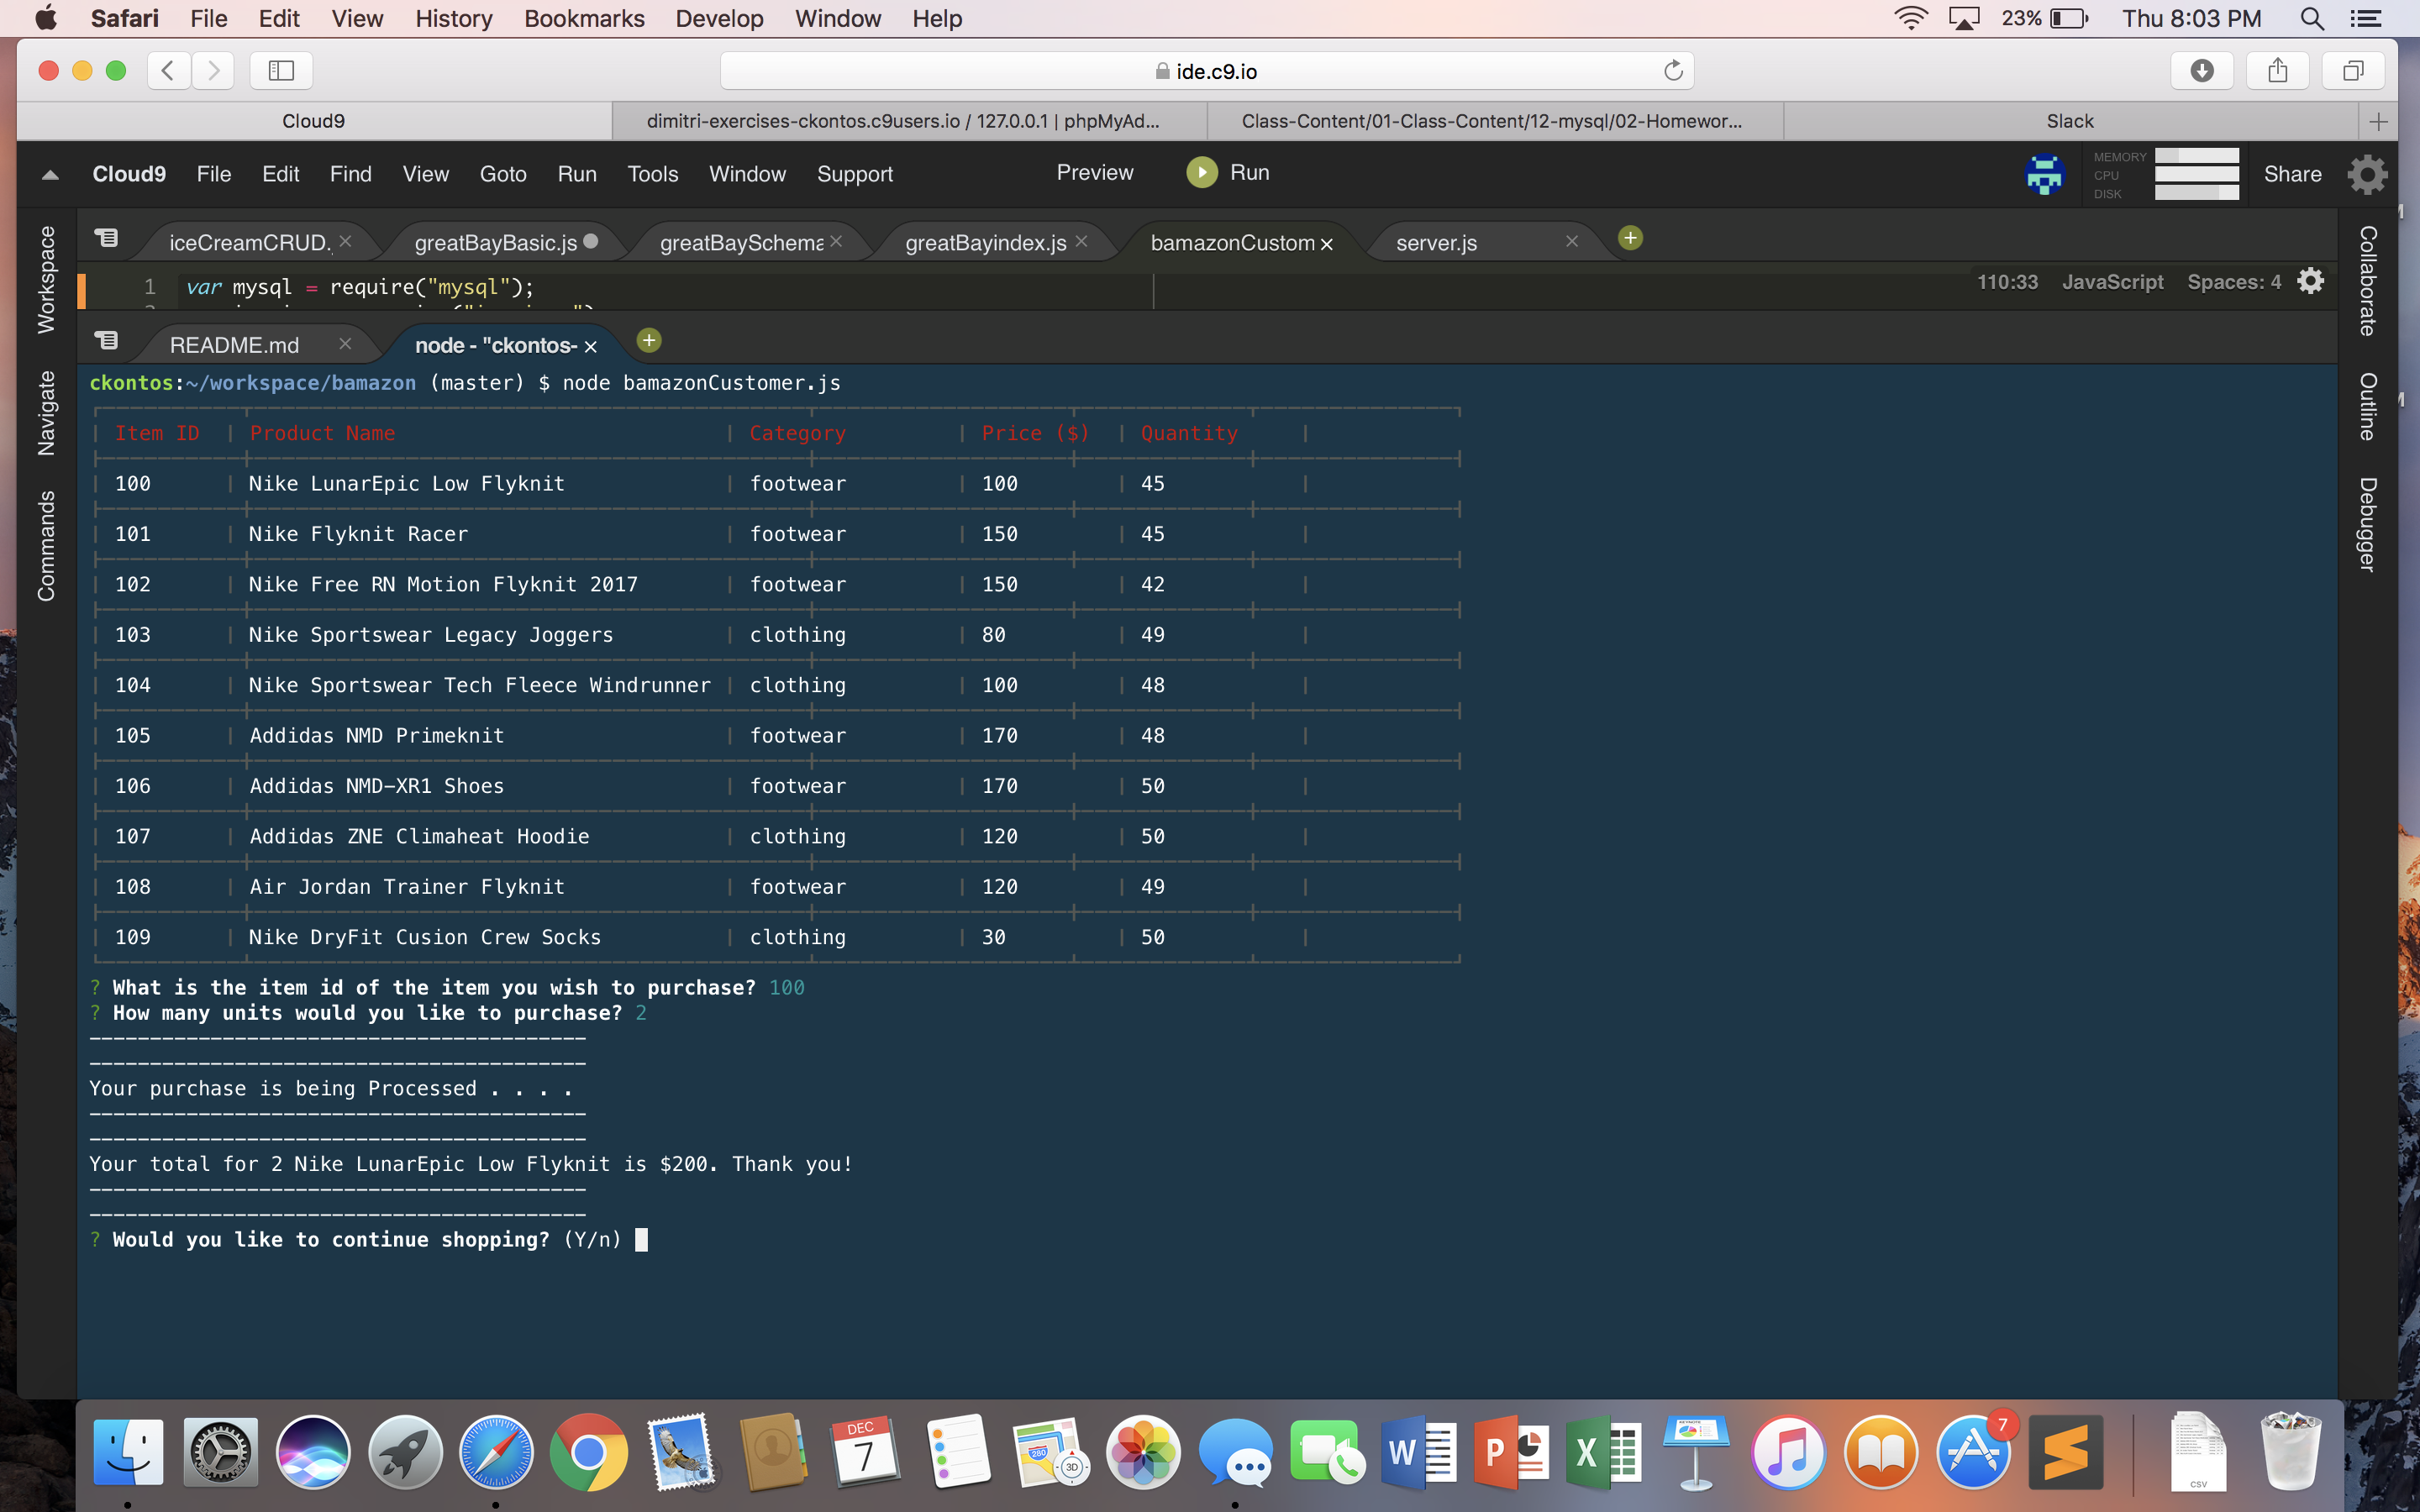 Safari File Edit View History Bookmarks Develop Window Help 23% Thu 8:03 PM
ide.c9.io
Cloud9 dimitri-exercises-ckontos.c9users.io / 127.0.0.1 | phpMyAd... Class-Content/01-Class-Content/12-mysql/02-Homewor... Slack
Cloud9 File Edit Find View Goto Run Tools Window Support Preview Run MEMORY CPU DISK Share
Workspace
Navigate
Commands
Collaborate
Outline
Debugger
iceCreamCRUD. greatBayBasic.js greatBaySchema greatBayindex.js bamazonCustom server.js
1 var mysql = require("mysql"); 110:33 JavaScript Spaces: 4
README.md node - "ckontos-
ckontos:~/workspace/bamazon (master) $ node bamazonCustomer.js
Item ID | Product Name | Category | Price ($) | Quantity |
100 | Nike LunarEpic Low Flyknit | footwear | 100 | 45 |
101 | Nike Flyknit Racer | footwear | 150 | 45 |
102 | Nike Free RN Motion Flyknit 2017 | footwear | 150 | 42 |
103 | Nike Sportswear Legacy Joggers | clothing | 80 | 49 |
104 | Nike Sportswear Tech Fleece Windrunner | clothing | 100 | 48 |
105 | Addidas NMD Primeknit | footwear | 170 | 48 |
106 | Addidas NMD-XR1 Shoes | footwear | 170 | 50 |
107 | Addidas ZNE Climaheat Hoodie | clothing | 120 | 50 |
108 | Air Jordan Trainer Flyknit | footwear | 120 | 49 |
109 | Nike DryFit Cusion Crew Socks | clothing | 30 | 50 |
? What is the item id of the item you wish to purchase? 100
? How many units would you like to purchase? 2
-----------------------------------------
-----------------------------------------
Your purchase is being Processed . . . .
-----------------------------------------
-----------------------------------------
Your total for 2 Nike LunarEpic Low Flyknit is $200. Thank you!
-----------------------------------------
-----------------------------------------
? Would you like to continue shopping? (Y/n)
DEC
7
280
3D
W
P
X
KEYNOTE
7
CSV